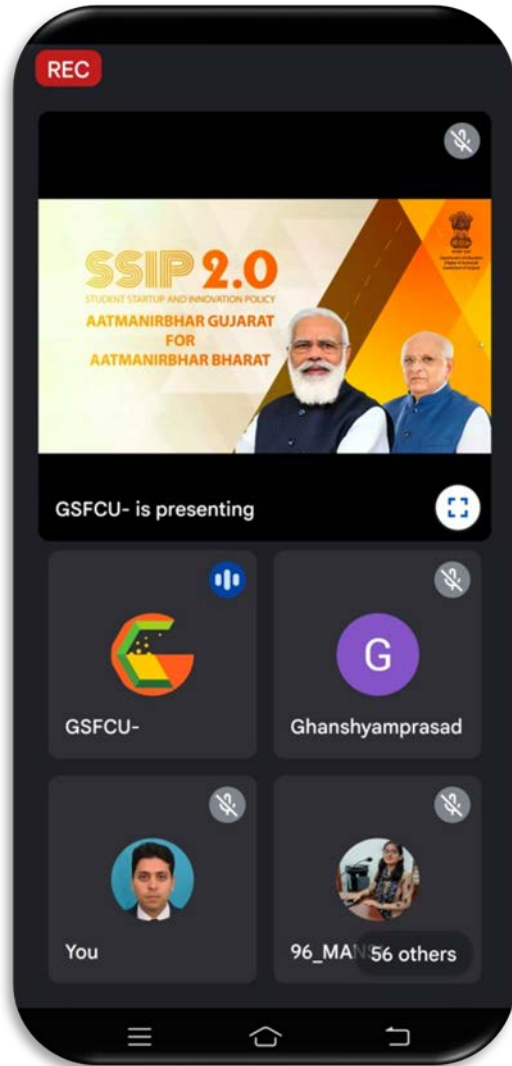 REC
SSIP 2.0
STUDENT STARTUP AND INNOVATION POLICY
AATMANIRBHAR GUJARAT
FOR
AATMANIRBHAR BHARAT
GSFCU- is presenting
GSFCU-
G
Ghanshyamprasad
You
96_MAN
56 others